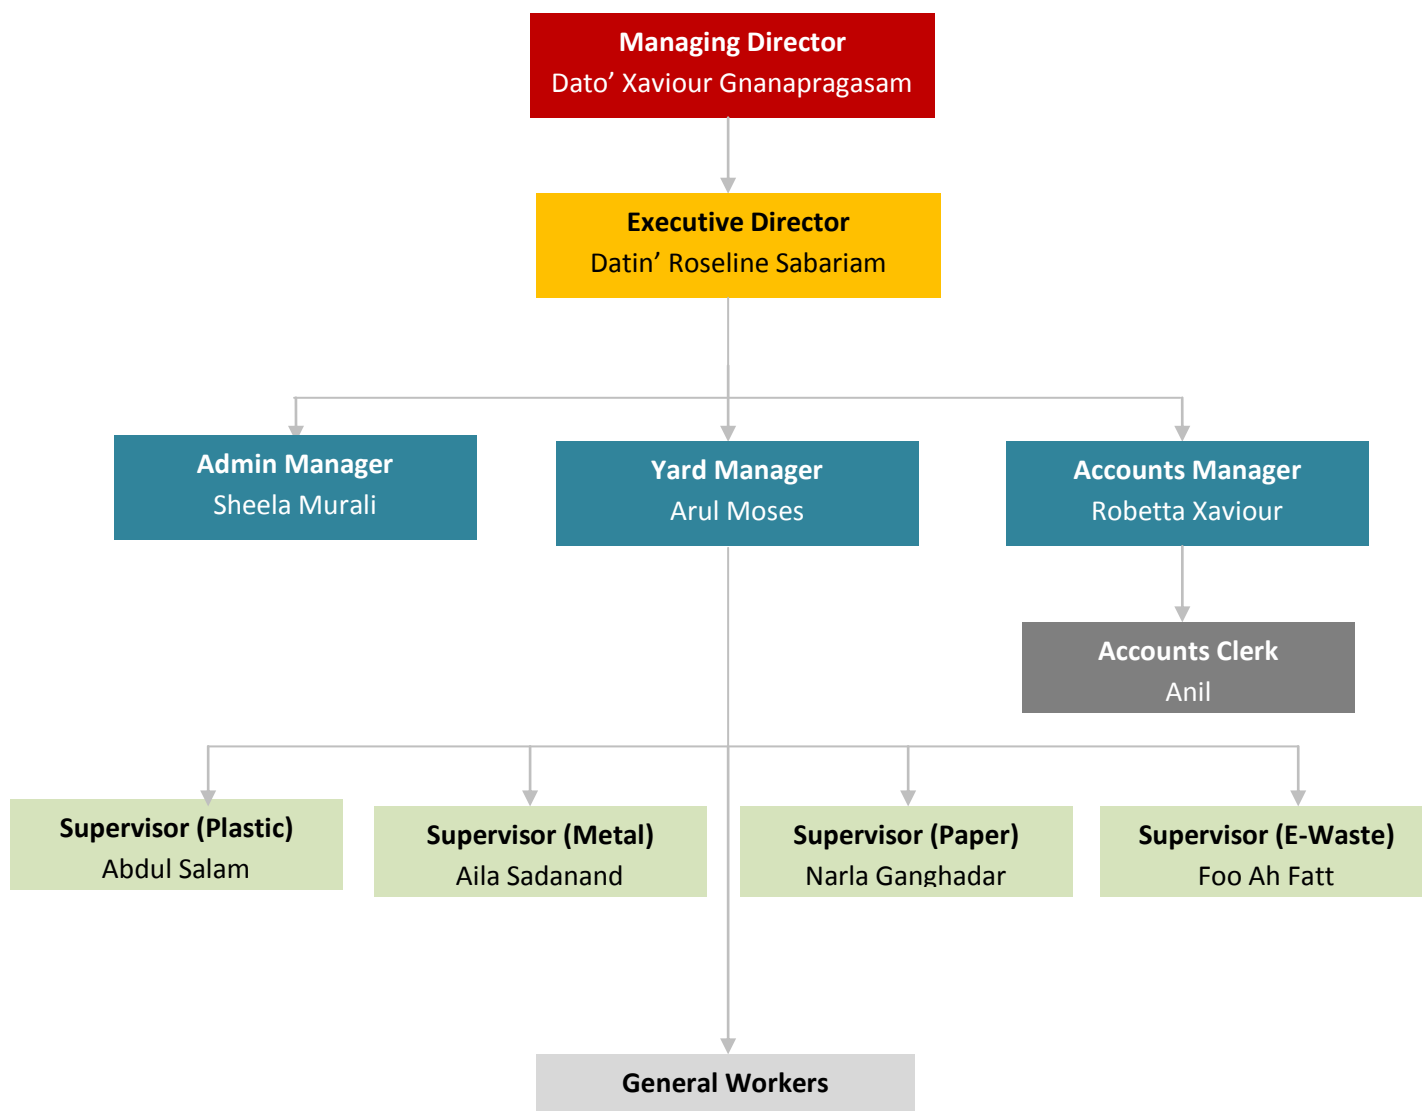 Managing Director
Dato’ Xaviour Gnanapragasam
Executive Director
Datin’ Roseline Sabariam
Admin Manager
Sheela Murali
Yard Manager
Arul Moses
Accounts Manager
Robetta Xaviour
Accounts Clerk
Anil
Supervisor (Plastic)
Abdul Salam
Supervisor (Metal)
Aila Sadanand
Supervisor (Paper)
Narla Ganghadar
Supervisor (E-Waste)
Foo Ah Fatt
General Workers